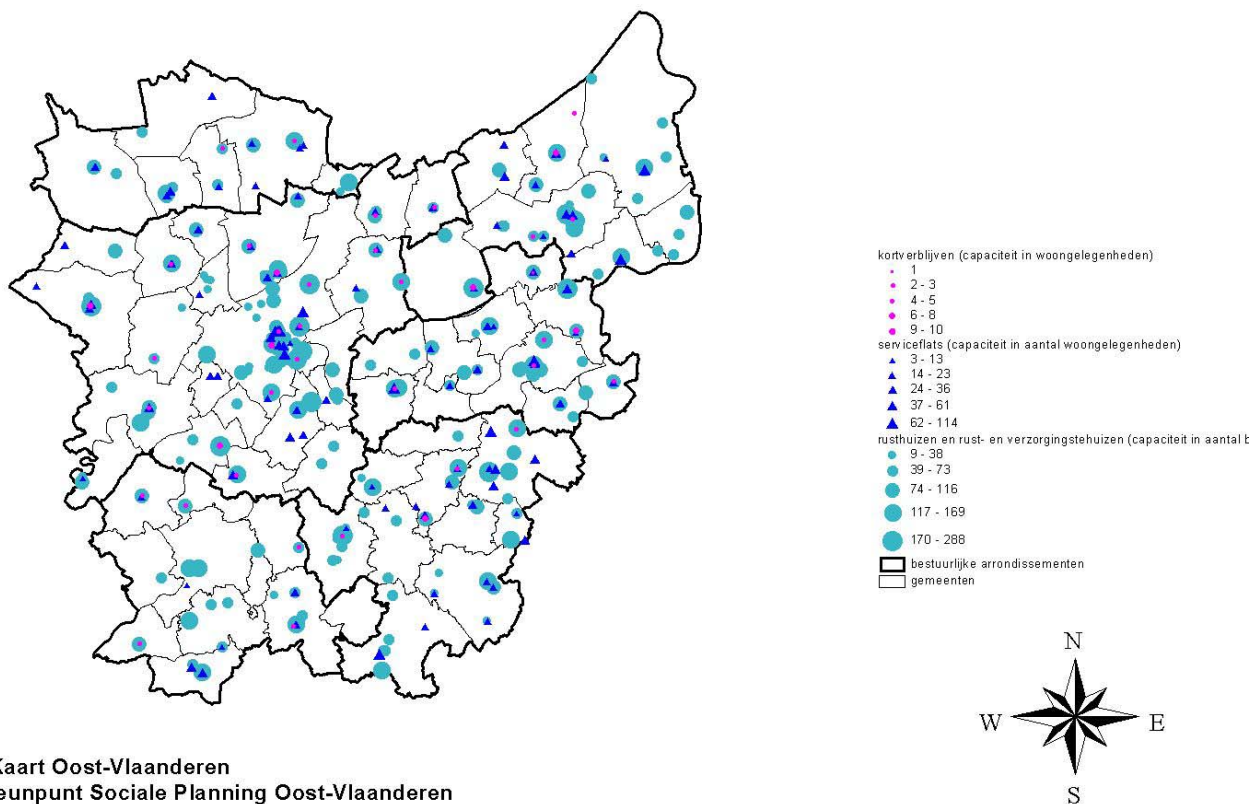 kortverblijven (capaciteit in woongelegenheden)
1
2 - 3
4 - 5
6 - 8
9 - 10
serviceflats (capaciteit in aantal woongelegenheden)
3 - 13
14 - 23
24 - 36
37 - 61
62 - 114
rusthuizen en rust- en verzorgingstehuizen (capaciteit in aantal b
9 - 38
39 - 73
74 - 116
117 - 169
170 - 288
bestuurlijke arrondissementen
gemeenten
N
W E
S
Kaart Oost-Vlaanderen
eunpunt Sociale Planning Oost-Vlaanderen